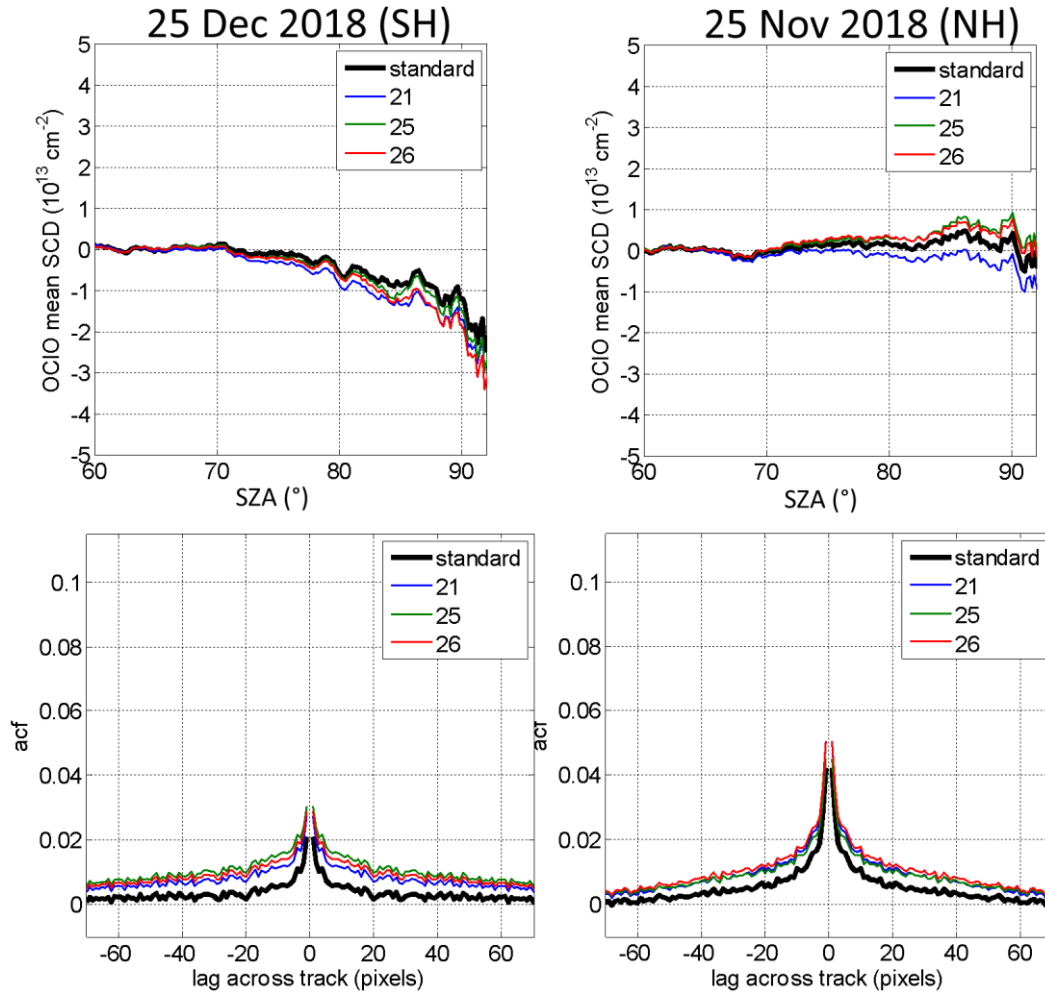 25 Dec 2018 (SH)
25 Nov 2018 (NH)
OClO mean SCD (10¹³ cm⁻²)
5
4
3
2
1
0
-1
-2
-3
-4
-5
60 70 80 90
SZA (°)
standard
21
25
26
OClO mean SCD (10¹³ cm⁻²)
5
4
3
2
1
0
-1
-2
-3
-4
-5
60 70 80 90
SZA (°)
standard
21
25
26
acf
0.1
0.08
0.06
0.04
0.02
0
-60 -40 -20 0 20 40 60
lag across track (pixels)
standard
21
25
26
acf
0.1
0.08
0.06
0.04
0.02
0
-60 -40 -20 0 20 40 60
lag across track (pixels)
standard
21
25
26